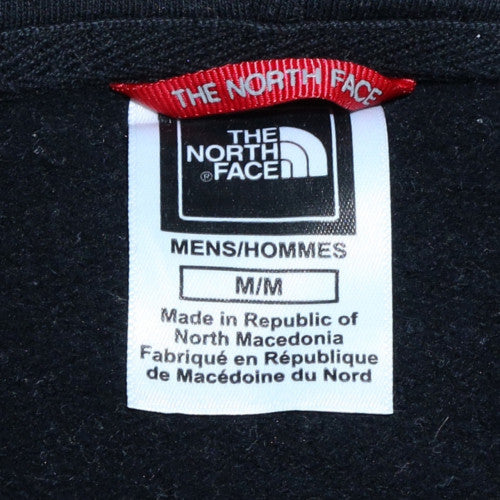 THE NORTH FACE
THE
NORTH
FACE
®
MENS/HOMMES
M/M
Made in Republic of
North Macedonia
Fabriqué en République
de Macédoine du Nord